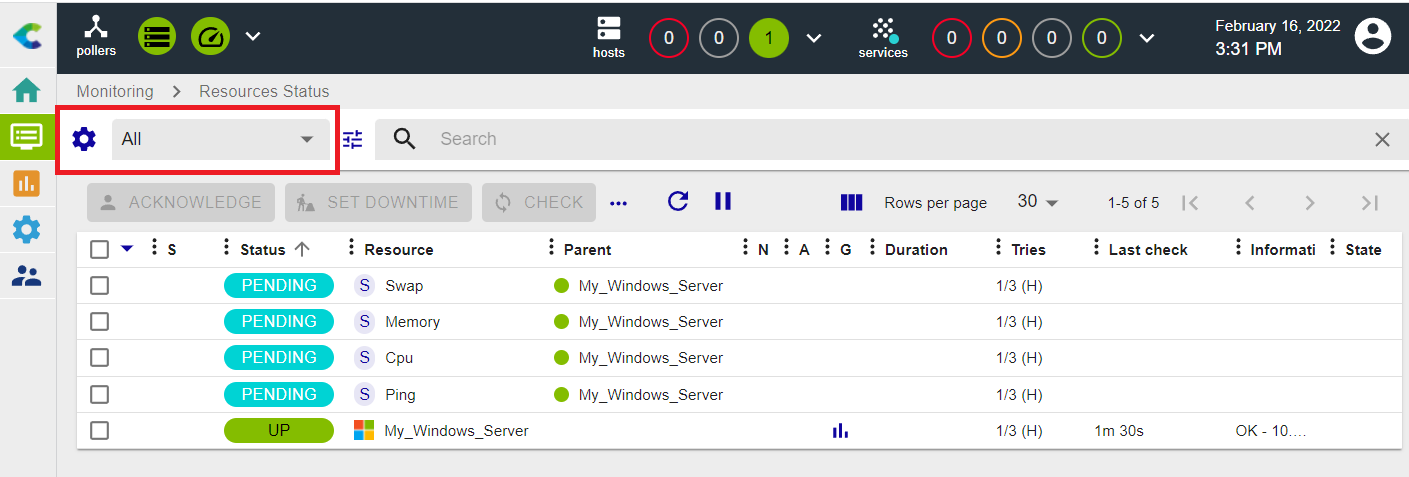 pollers hosts 0 0 1 services 0 0 0 0 February 16, 2022
3:31 PM
Monitoring Resources Status
All Search
ACKNOWLEDGE SET DOWNTIME CHECK Rows per page 30 1-5 of 5
S Status Resource Parent N A G Duration Tries Last check Informati State
PENDING S Swap My_Windows_Server 1/3 (H)
PENDING S Memory My_Windows_Server 1/3 (H)
PENDING S Cpu My_Windows_Server 1/3 (H)
PENDING S Ping My_Windows_Server 1/3 (H)
UP My_Windows_Server 1/3 (H) 1m 30s OK - 10....